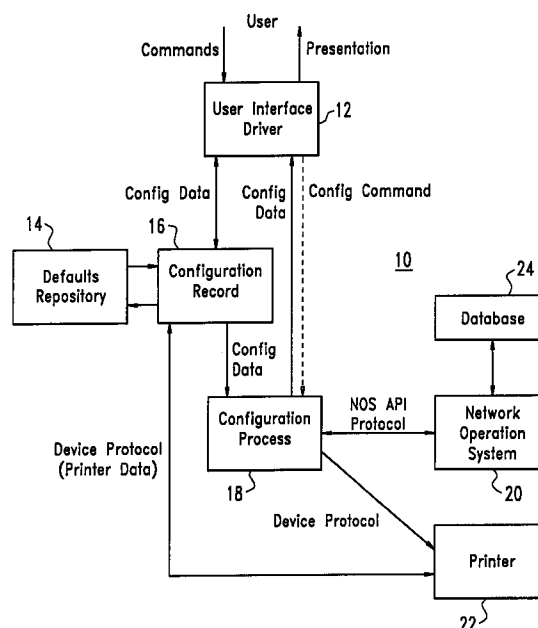 User
Commands
Presentation
User Interface
Driver
12
Config Data
Config
Data
Config Command
14
16
Defaults
Repository
Configuration
Record
10
24
Database
Config
Data
Configuration
Process
18
NOS API
Protocol
Network
Operation
System
20
Device Protocol
(Printer Data)
Device Protocol
Printer
22